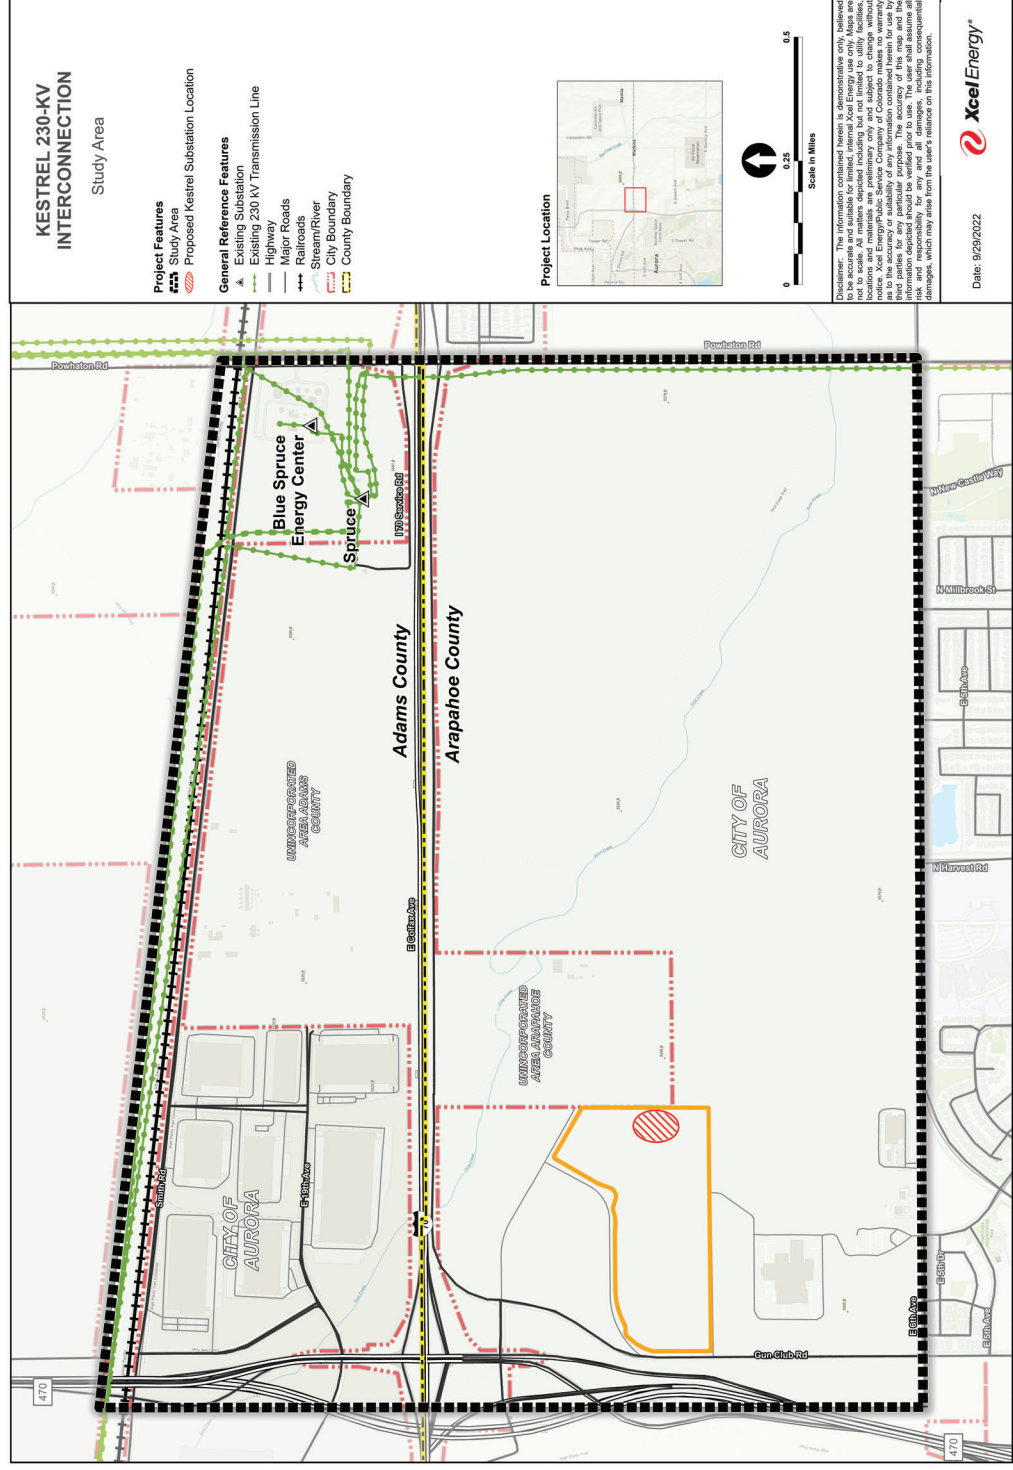 KESTREL 230-KV
INTERCONNECTION
Study Area
Project Features
Study Area
Proposed Kestrel Substation Location
General Reference Features
Existing Substation
Existing 230 kV Transmission Line
Highway
Major Roads
Railroads
Stream/River
City Boundary
County Boundary
Project Location
Manila
Watkins
Aurora
0
0.25
0.5
Scale in Miles
Disclaimer: The information contained herein is demonstrative only, believed
to be accurate and suitable for limited, internal Xcel Energy use only. Maps are
not to scale. All matters depicted including but not limited to utility facilities,
locations and materials are preliminary only and subject to change without
notice. Xcel Energy/Public Service Company of Colorado makes no warranty
as to the accuracy or suitability of any information contained herein for use by
third parties for any particular purpose. The accuracy of this map and the
information depicted should be verified prior to use. The user shall assume all
risk and responsibility for any and all damages, including consequential
damages, which may arise from the user's reliance on this information.
Date: 9/29/2022
Xcel Energy®
470
Powhaton Rd
Smith Rd
Blue Spruce
Energy Center
Spruce
I 70 Service Rd
UNINCORPORATED
AREA ADAMS
COUNTY
CITY OF
AURORA
E 19th Ave
E Colfax Ave
70
Adams County
Arapahoe County
UNINCORPORATED
AREA ARAPAHOE
COUNTY
CITY OF
AURORA
Powhaton Rd
Gun Club Rd
E 6th Ave
470
E 5th Ave
E 5th Dr
N Harvest Rd
E 5th Ave
N Millbrook St
N New Castle Way